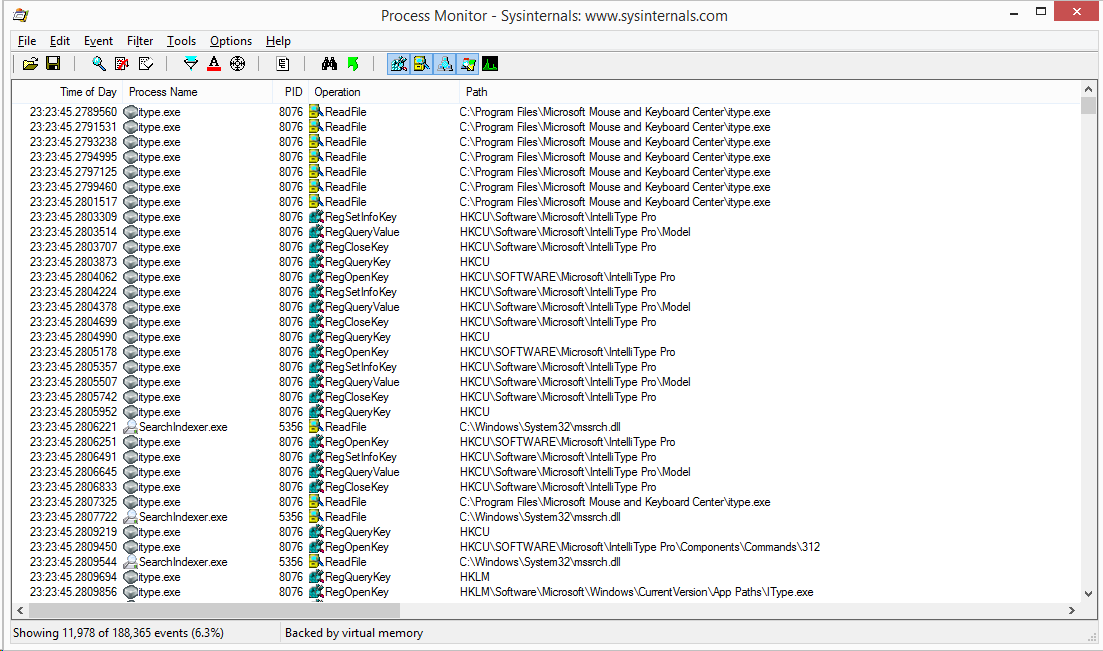 Process Monitor - Sysinternals: www.sysinternals.com
File Edit Event Filter Tools Options Help
Time of Day Process Name PID Operation Path
23:23:45.2789560 itype.exe 8076 ReadFile C:\Program Files\Microsoft Mouse and Keyboard Center\itype.exe
23:23:45.2791531 itype.exe 8076 ReadFile C:\Program Files\Microsoft Mouse and Keyboard Center\itype.exe
23:23:45.2793238 itype.exe 8076 ReadFile C:\Program Files\Microsoft Mouse and Keyboard Center\itype.exe
23:23:45.2794995 itype.exe 8076 ReadFile C:\Program Files\Microsoft Mouse and Keyboard Center\itype.exe
23:23:45.2797125 itype.exe 8076 ReadFile C:\Program Files\Microsoft Mouse and Keyboard Center\itype.exe
23:23:45.2799460 itype.exe 8076 ReadFile C:\Program Files\Microsoft Mouse and Keyboard Center\itype.exe
23:23:45.2801517 itype.exe 8076 ReadFile C:\Program Files\Microsoft Mouse and Keyboard Center\itype.exe
23:23:45.2803309 itype.exe 8076 RegSetInfoKey HKCU\Software\Microsoft\IntelliType Pro
23:23:45.2803514 itype.exe 8076 RegQueryValue HKCU\Software\Microsoft\IntelliType Pro\Model
23:23:45.2803707 itype.exe 8076 RegCloseKey HKCU\Software\Microsoft\IntelliType Pro
23:23:45.2803873 itype.exe 8076 RegQueryKey HKCU
23:23:45.2804062 itype.exe 8076 RegOpenKey HKCU\SOFTWARE\Microsoft\IntelliType Pro
23:23:45.2804224 itype.exe 8076 RegSetInfoKey HKCU\Software\Microsoft\IntelliType Pro
23:23:45.2804378 itype.exe 8076 RegQueryValue HKCU\Software\Microsoft\IntelliType Pro\Model
23:23:45.2804699 itype.exe 8076 RegCloseKey HKCU\Software\Microsoft\IntelliType Pro
23:23:45.2804990 itype.exe 8076 RegQueryKey HKCU
23:23:45.2805178 itype.exe 8076 RegOpenKey HKCU\SOFTWARE\Microsoft\IntelliType Pro
23:23:45.2805357 itype.exe 8076 RegSetInfoKey HKCU\Software\Microsoft\IntelliType Pro
23:23:45.2805507 itype.exe 8076 RegQueryValue HKCU\Software\Microsoft\IntelliType Pro\Model
23:23:45.2805742 itype.exe 8076 RegCloseKey HKCU\Software\Microsoft\IntelliType Pro
23:23:45.2805952 itype.exe 8076 RegQueryKey HKCU
23:23:45.2806221 SearchIndexer.exe 5356 ReadFile C:\Windows\System32\mssrch.dll
23:23:45.2806251 itype.exe 8076 RegOpenKey HKCU\SOFTWARE\Microsoft\IntelliType Pro
23:23:45.2806491 itype.exe 8076 RegSetInfoKey HKCU\Software\Microsoft\IntelliType Pro
23:23:45.2806645 itype.exe 8076 RegQueryValue HKCU\Software\Microsoft\IntelliType Pro\Model
23:23:45.2806833 itype.exe 8076 RegCloseKey HKCU\Software\Microsoft\IntelliType Pro
23:23:45.2807325 itype.exe 8076 ReadFile C:\Program Files\Microsoft Mouse and Keyboard Center\itype.exe
23:23:45.2807722 SearchIndexer.exe 5356 ReadFile C:\Windows\System32\mssrch.dll
23:23:45.2809219 itype.exe 8076 RegQueryKey HKCU
23:23:45.2809450 itype.exe 8076 RegOpenKey HKCU\SOFTWARE\Microsoft\IntelliType Pro\Components\Commands\312
23:23:45.2809544 SearchIndexer.exe 5356 ReadFile C:\Windows\System32\mssrch.dll
23:23:45.2809694 itype.exe 8076 RegQueryKey HKLM
23:23:45.2809856 itype.exe 8076 RegOpenKey HKLM\Software\Microsoft\Windows\CurrentVersion\App Paths\IType.exe
Showing 11,978 of 188,365 events (6.3%) Backed by virtual memory